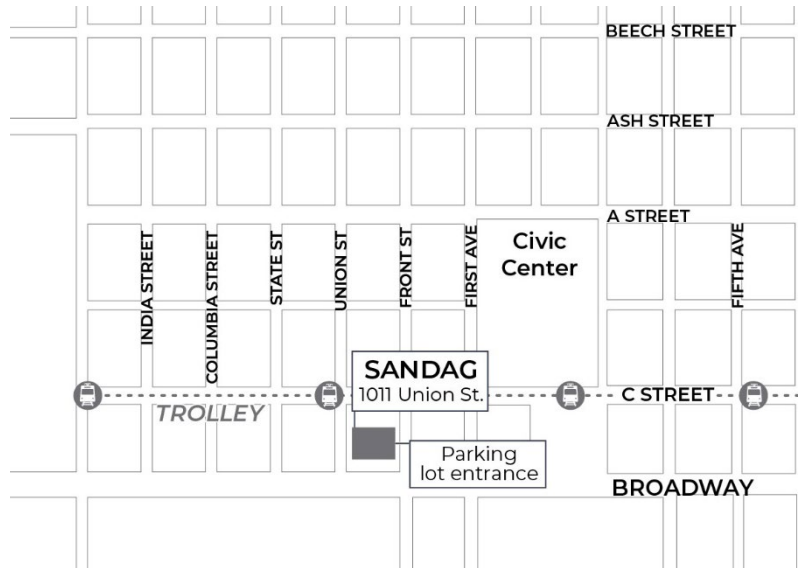 BEECH STREET
ASH STREET
A STREET
INDIA STREET
COLUMBIA STREET
STATE ST
UNION ST
FRONT ST
FIRST AVE
Civic
Center
FIFTH AVE
SANDAG
1011 Union St.
C STREET
TROLLEY
Parking
lot entrance
BROADWAY